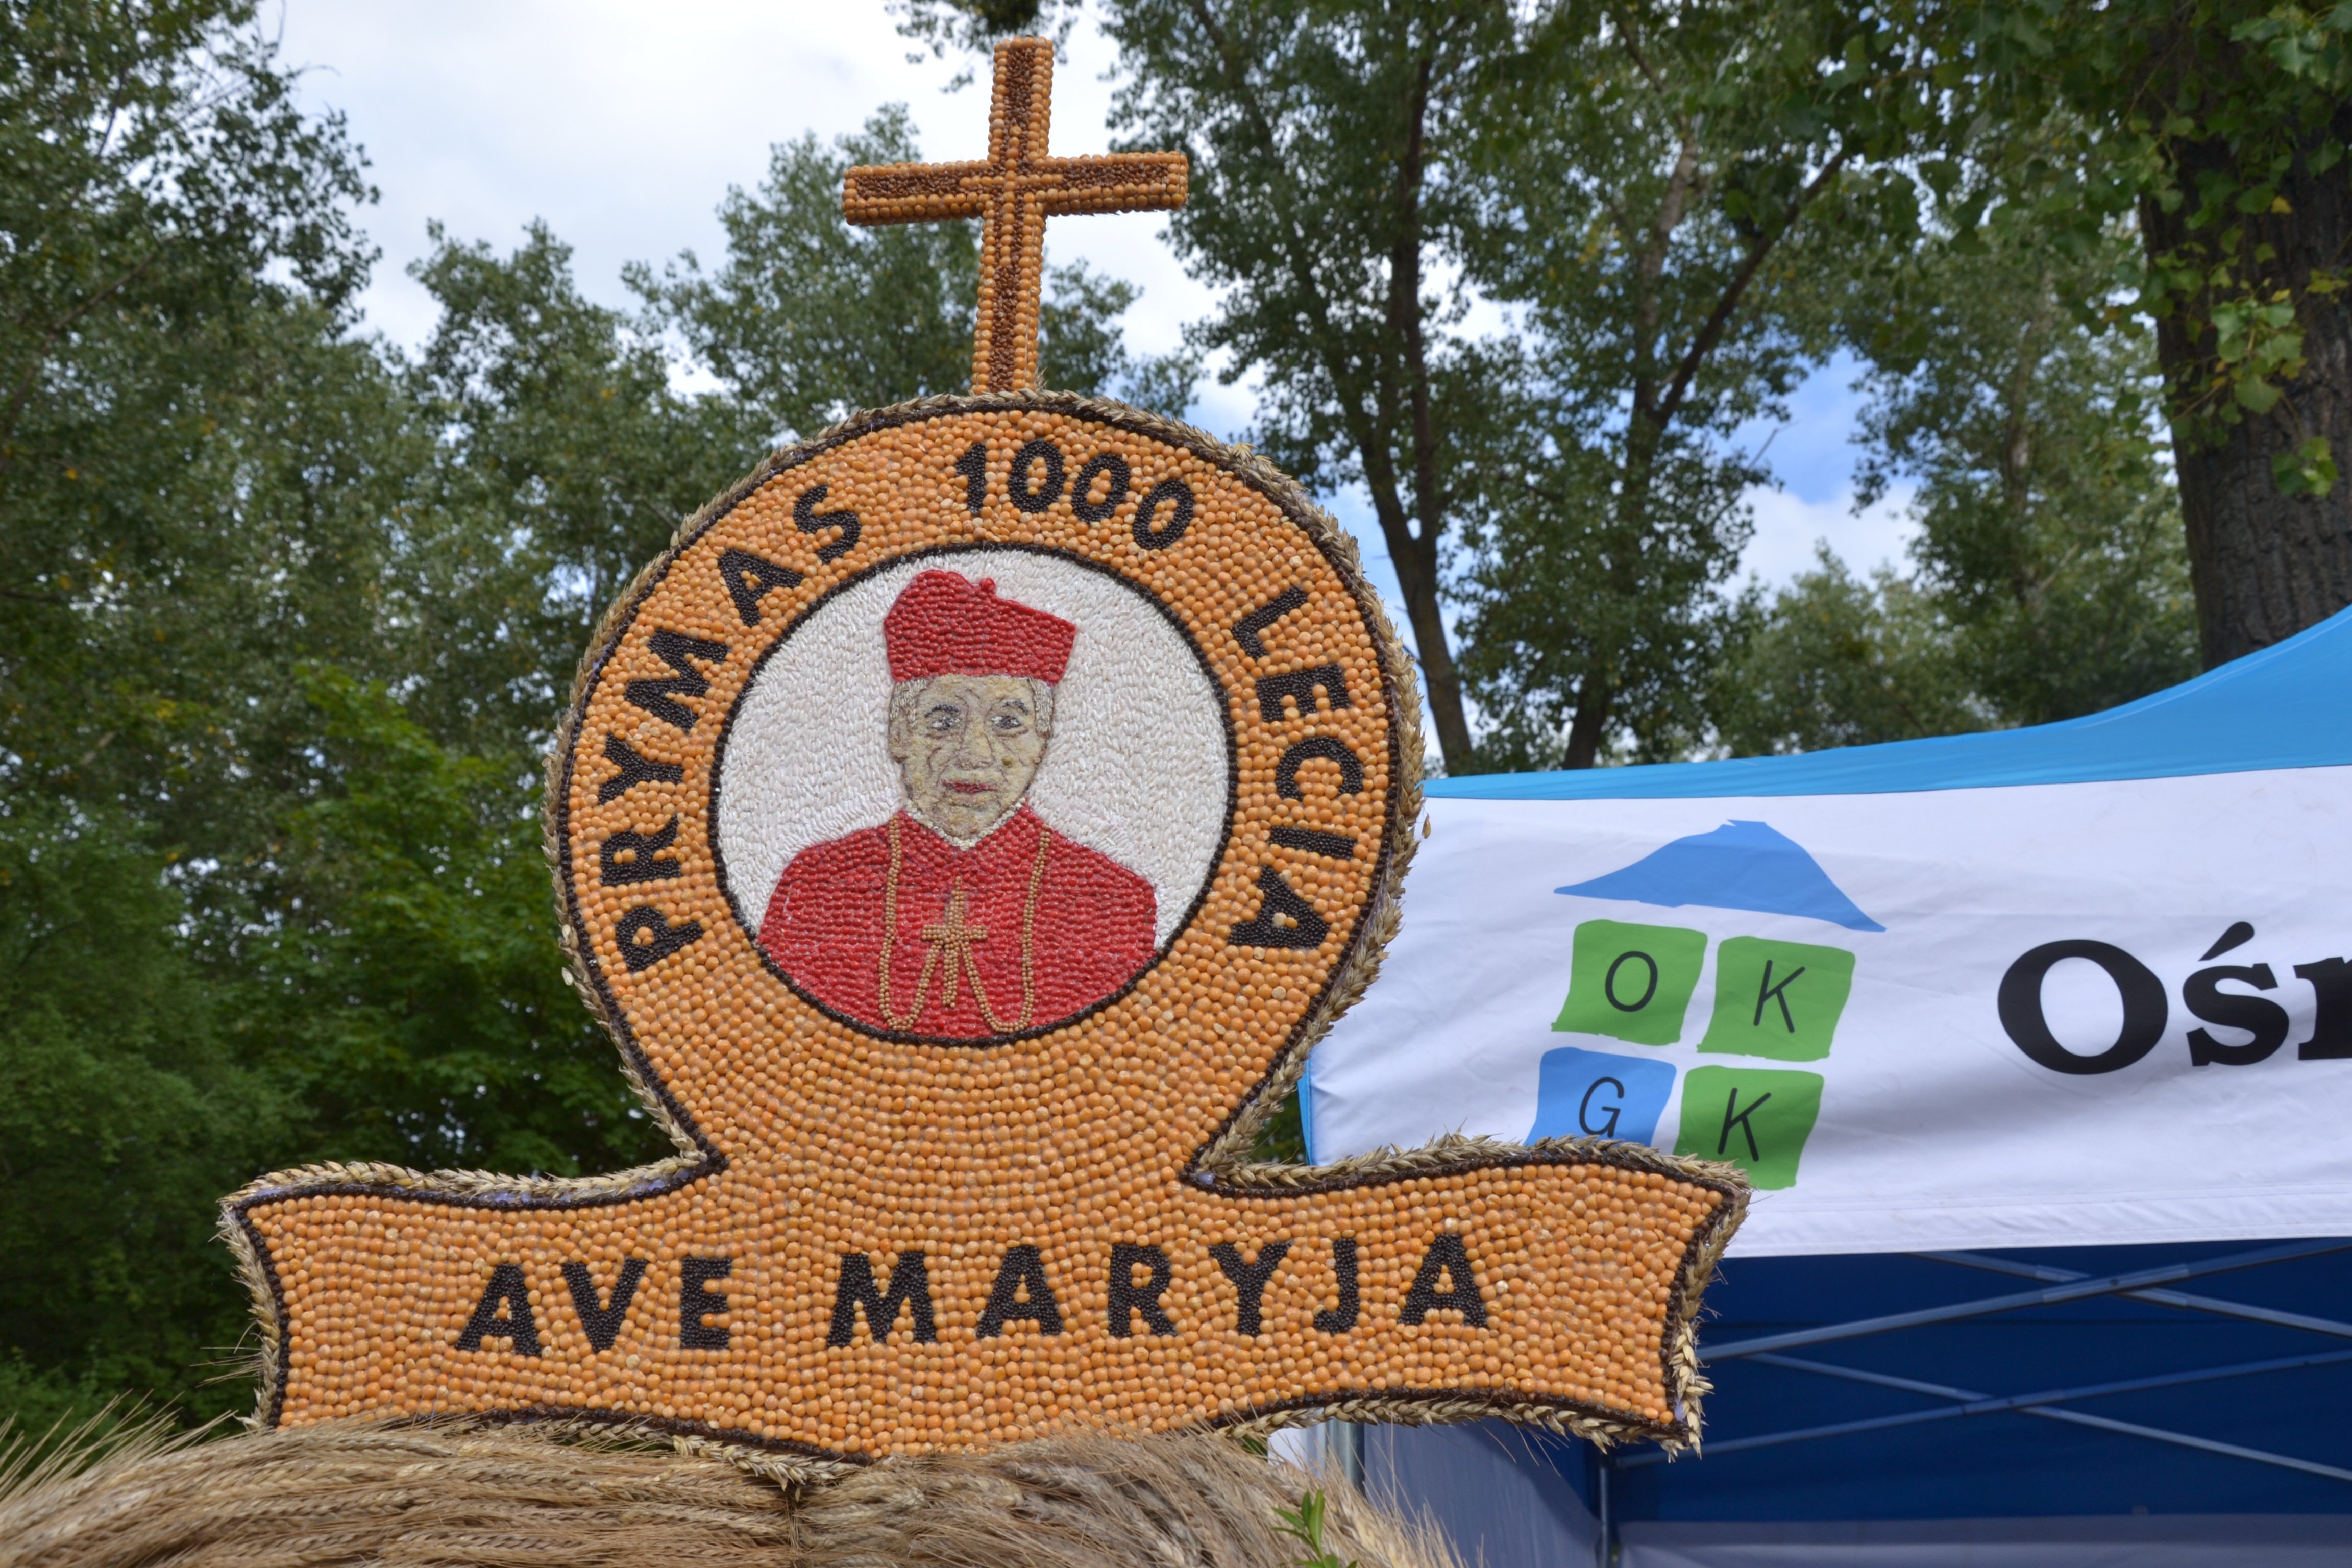 PRYMAS 1000 LECIA
AVE MARYJA
O K
G K